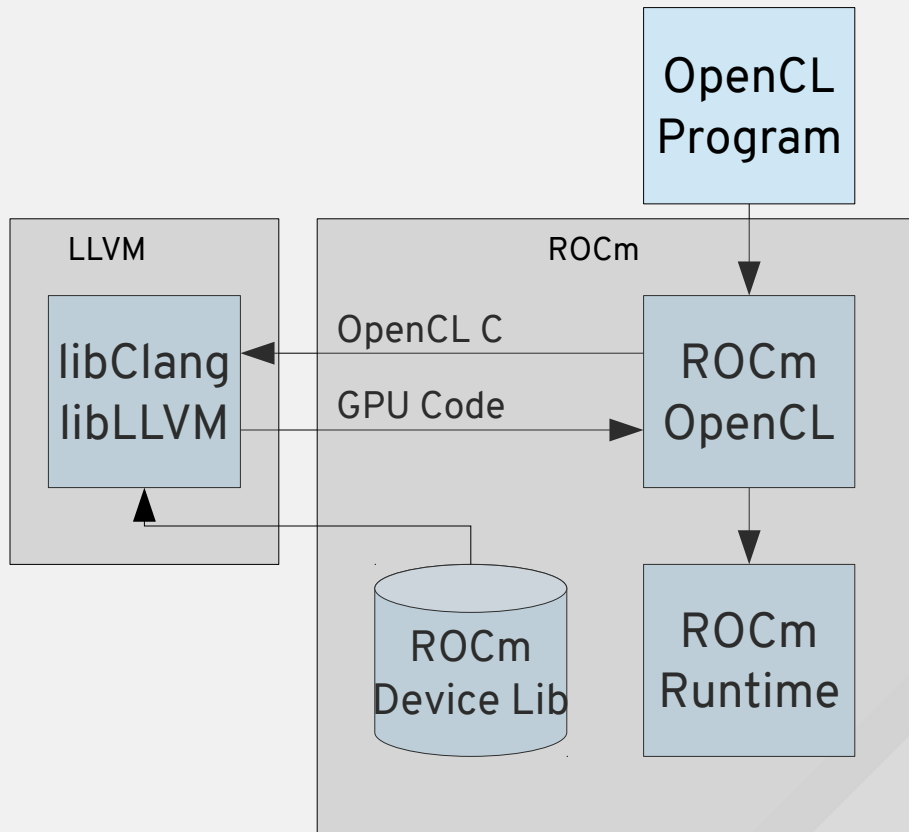 OpenCL
Program
LLVM
ROCm
libClang
libLLVM
OpenCL C
GPU Code
ROCm
OpenCL
ROCm
Device Lib
ROCm
Runtime